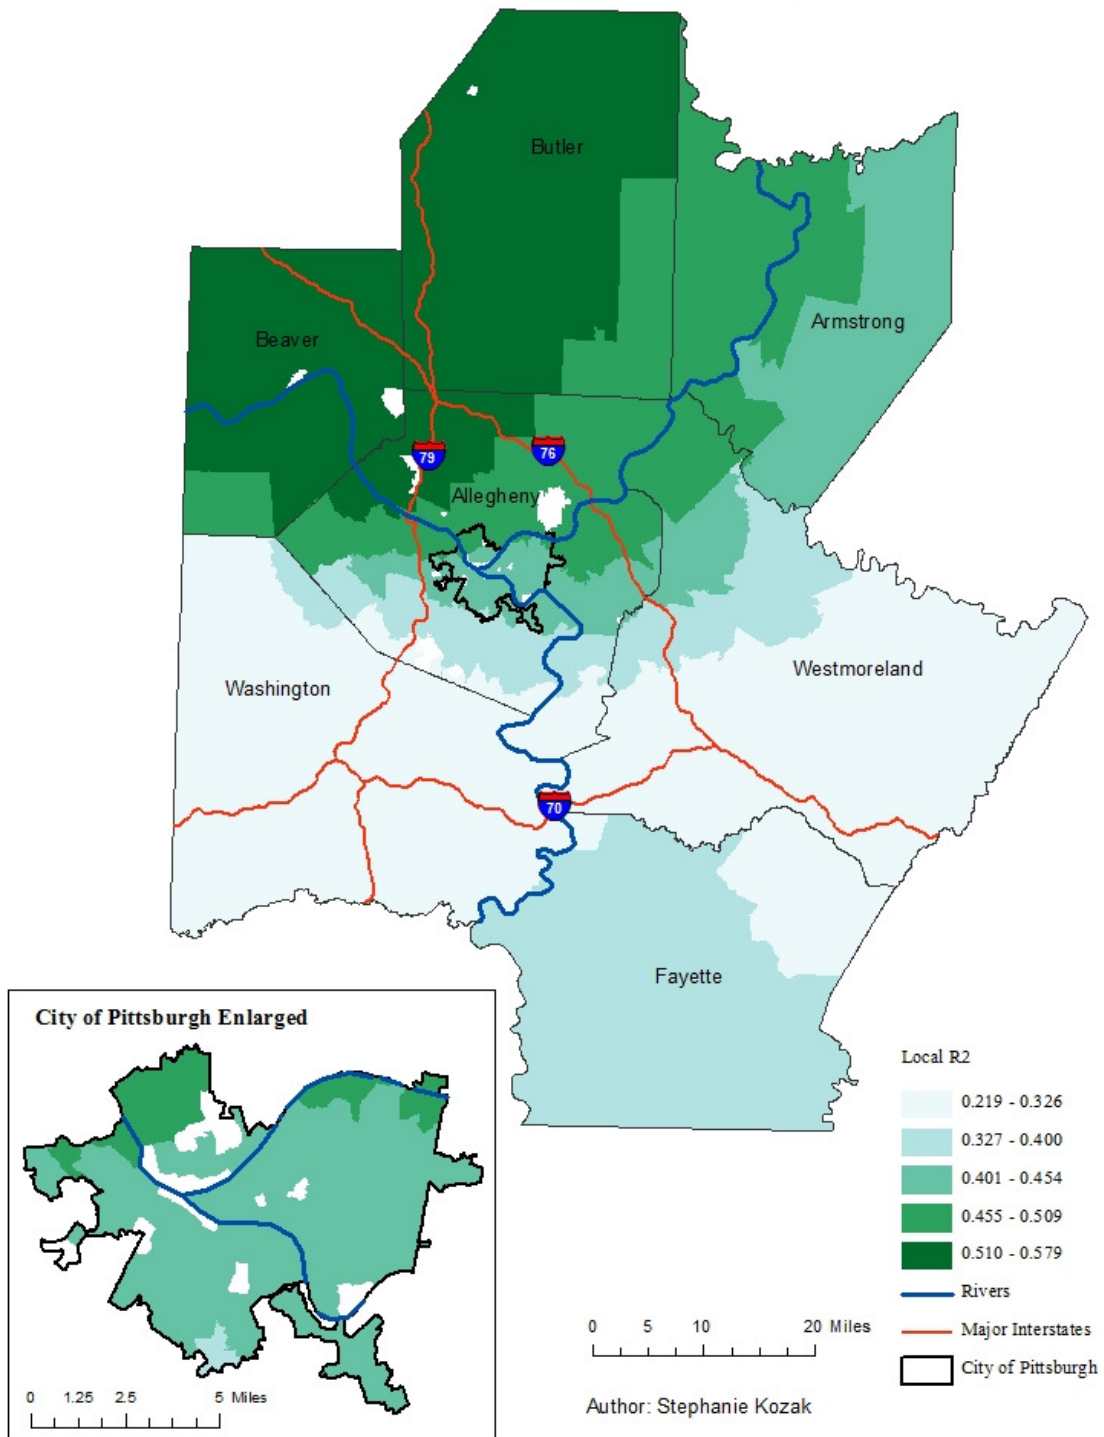 Butler
Beaver
Armstrong
79
76
Allegheny
Washington
Westmoreland
70
Fayette
City of Pittsburgh Enlarged
0 1.25 2.5 5 Miles
Local R2
0.219 - 0.326
0.327 - 0.400
0.401 - 0.454
0.455 - 0.509
0.510 - 0.579
Rivers
Major Interstates
City of Pittsburgh
0 5 10 20 Miles
Author: Stephanie Kozak